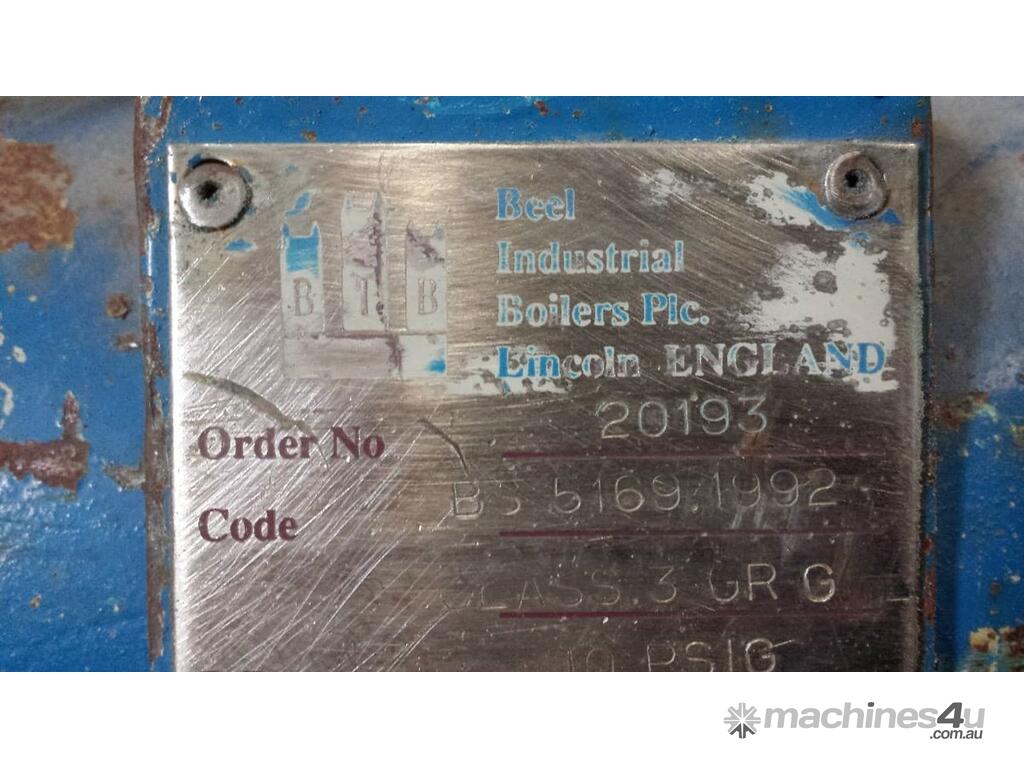 B I B
Beel
Industrial
Boilers Plc.
Lincoln ENGLAND
Order No 20193
Code BS 5169:1992
CLASS.3 GR G
10 PSIG
machines4u
.com.au